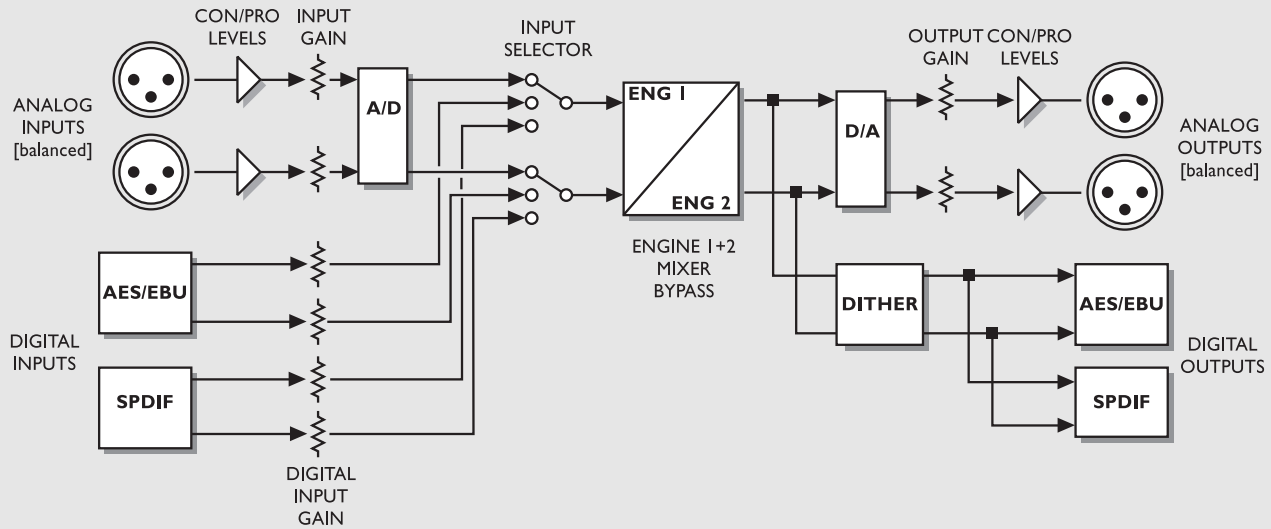 CON/PRO
LEVELS
INPUT
GAIN
INPUT
SELECTOR
OUTPUT
GAIN
CON/PRO
LEVELS
ANALOG
INPUTS
[balanced]
A/D
ENG 1
ENG 2
D/A
ANALOG
OUTPUTS
[balanced]
ENGINE 1+2
MIXER
BYPASS
AES/EBU
DIGITAL
INPUTS
SPDIF
DITHER
AES/EBU
DIGITAL
OUTPUTS
SPDIF
DIGITAL
INPUT
GAIN